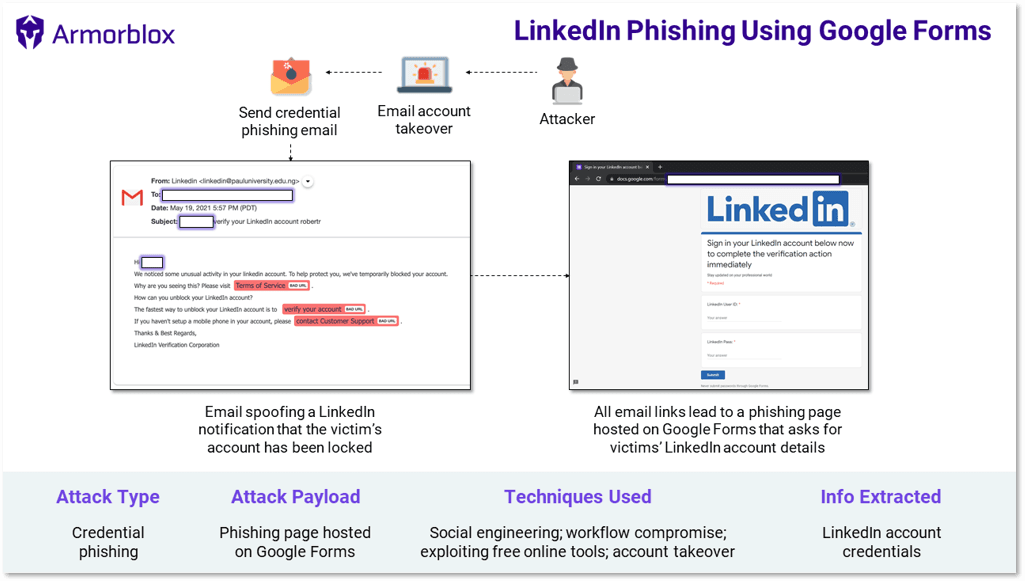 Armorblox
LinkedIn Phishing Using Google Forms
Send credential
phishing email
Email account
takeover
Attacker
From: Linkedin <linkedin@pauluniversity.edu.ng>
To:
Date: May 19, 2021 5:57 PM (PDT)
Subject: verify your LinkedIn account robertr
Hi
We noticed some unusual activity in your linkedin account. To help protect you, we've temporarily blocked your account.
Why are you seeing this? Please visit Terms of Service BAD URL .
How can you unblock your LinkedIn account?
The fastest way to unblock your LinkedIn account is to verify your account BAD URL .
If you haven't setup a mobile phone in your account, please contact Customer Support BAD URL .
Thanks & Best Regards,
LinkedIn Verification Corporation
Sign in your LinkedIn account b
docs.google.com/form
Linked in
Sign in your LinkedIn account below now
to complete the verification action
immediately
Stay updated on your professional world
* Required
LinkedIn User ID: *
Your answer
LinkedIn Pass: *
Your answer
Submit
Never submit passwords through Google Forms.
Email spoofing a LinkedIn
notification that the victim's
account has been locked
All email links lead to a phishing page
hosted on Google Forms that asks for
victims' LinkedIn account details
Attack Type
Credential
phishing
Attack Payload
Phishing page hosted
on Google Forms
Techniques Used
Social engineering; workflow compromise;
exploiting free online tools; account takeover
Info Extracted
LinkedIn account
credentials